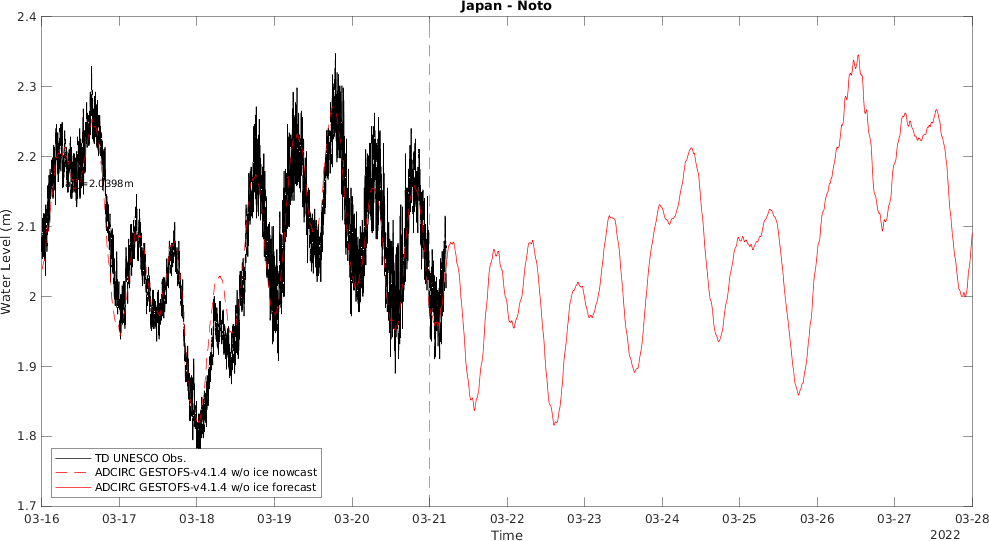 Japan - Noto
2.4
2.3
2.2
2.1
2
1.9
1.8
1.7
Water Level (m)
=2.0398m
TD UNESCO Obs.
ADCIRC GESTOFS-v4.1.4 w/o ice nowcast
ADCIRC GESTOFS-v4.1.4 w/o ice forecast
03-16 03-17 03-18 03-19 03-20 03-21 03-22 03-23 03-24 03-25 03-26 03-27 03-28
Time
2022